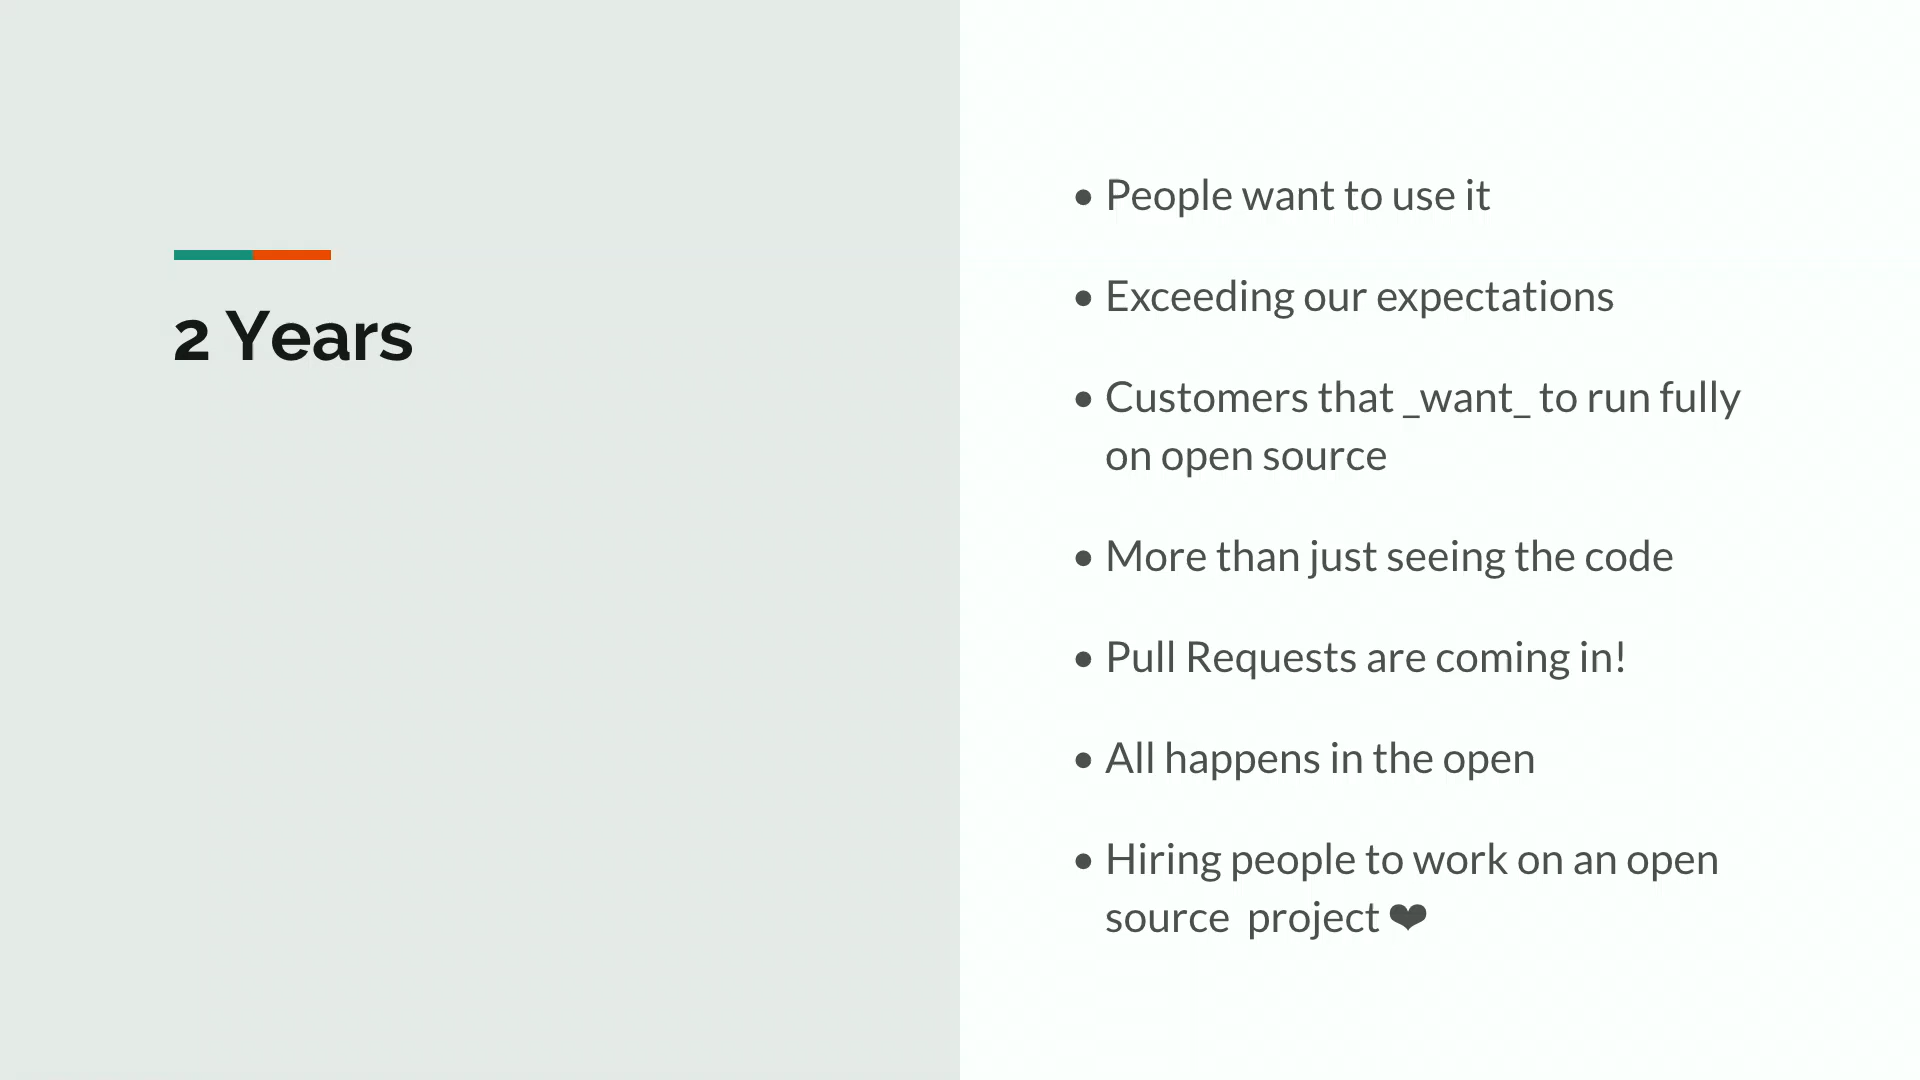 2 Years
• People want to use it
• Exceeding our expectations
• Customers that _want_ to run fully
on open source
• More than just seeing the code
• Pull Requests are coming in!
• All happens in the open
• Hiring people to work on an open
source  project ❤